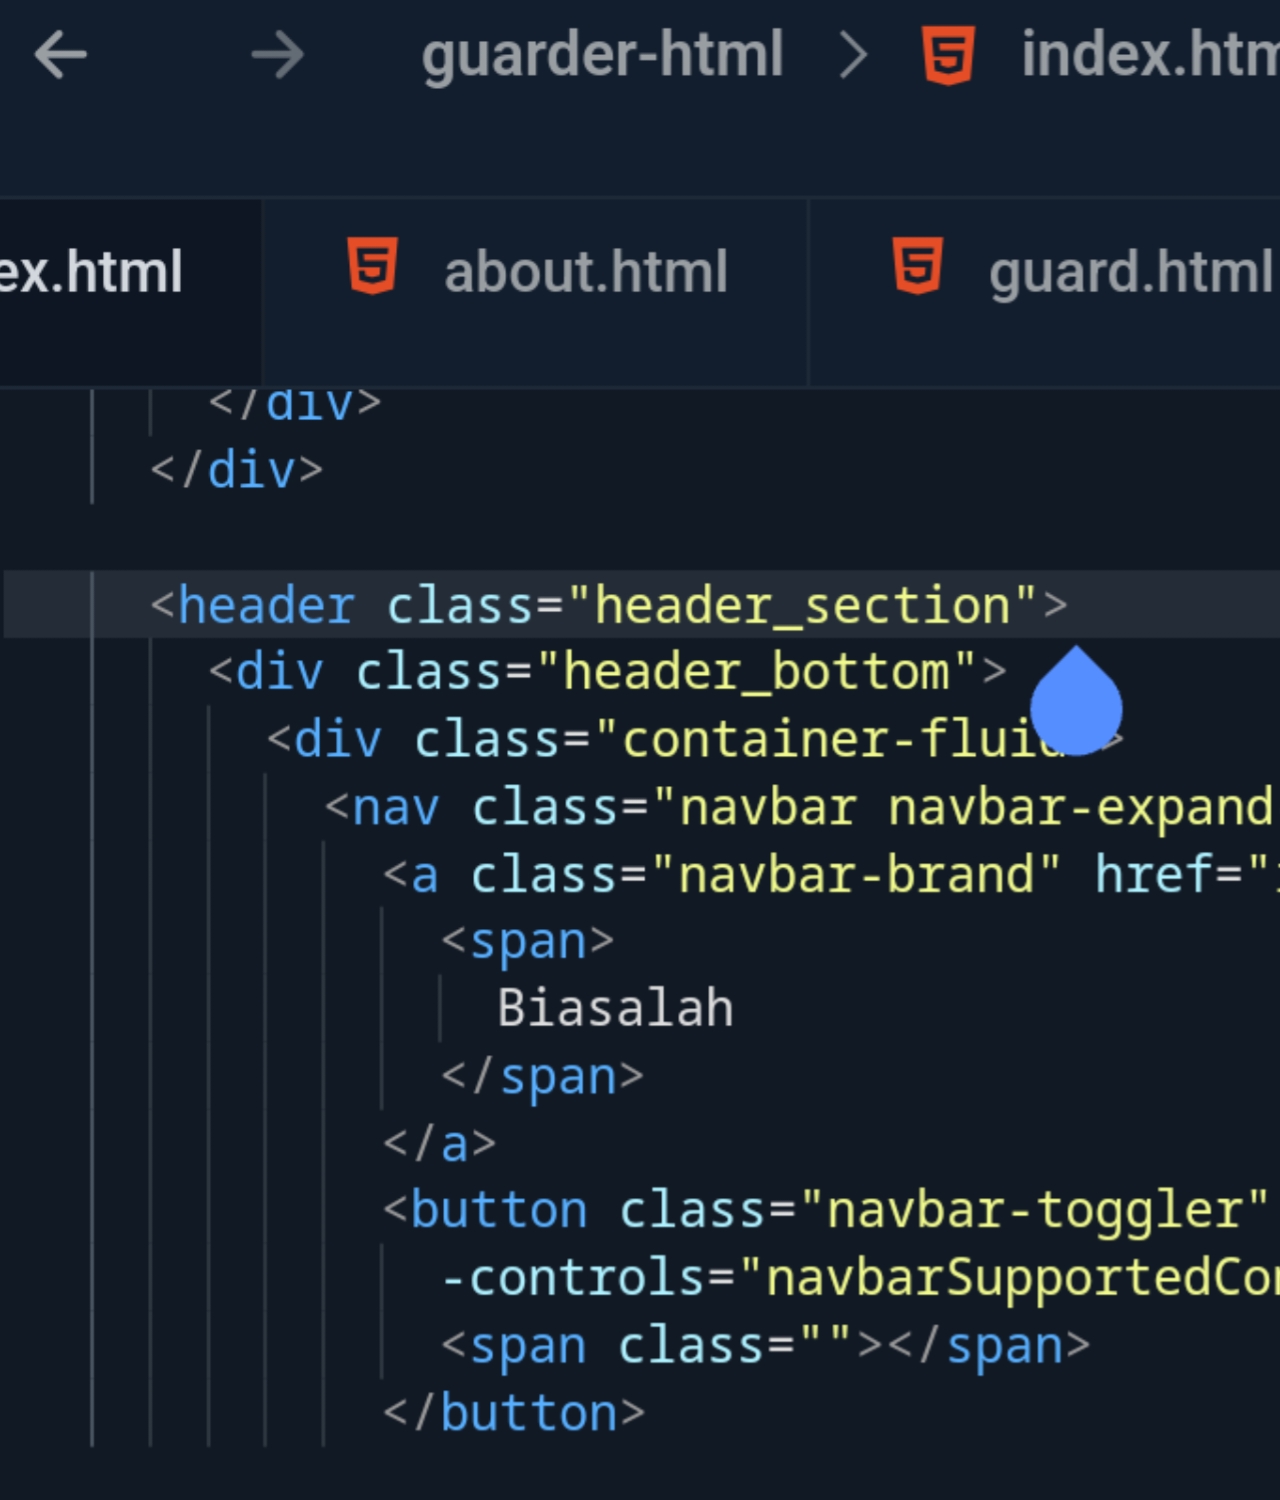 guarder-html > index.htm
ex.html about.html guard.html
</div>
</div>
<header class="header_section">
<div class="header_bottom">
<div class="container-fluid">
<nav class="navbar navbar-expand
<a class="navbar-brand" href="
<span>
Biasalah
</span>
</a>
<button class="navbar-toggler"
-controls="navbarSupportedCo
<span class=""></span>
</button>